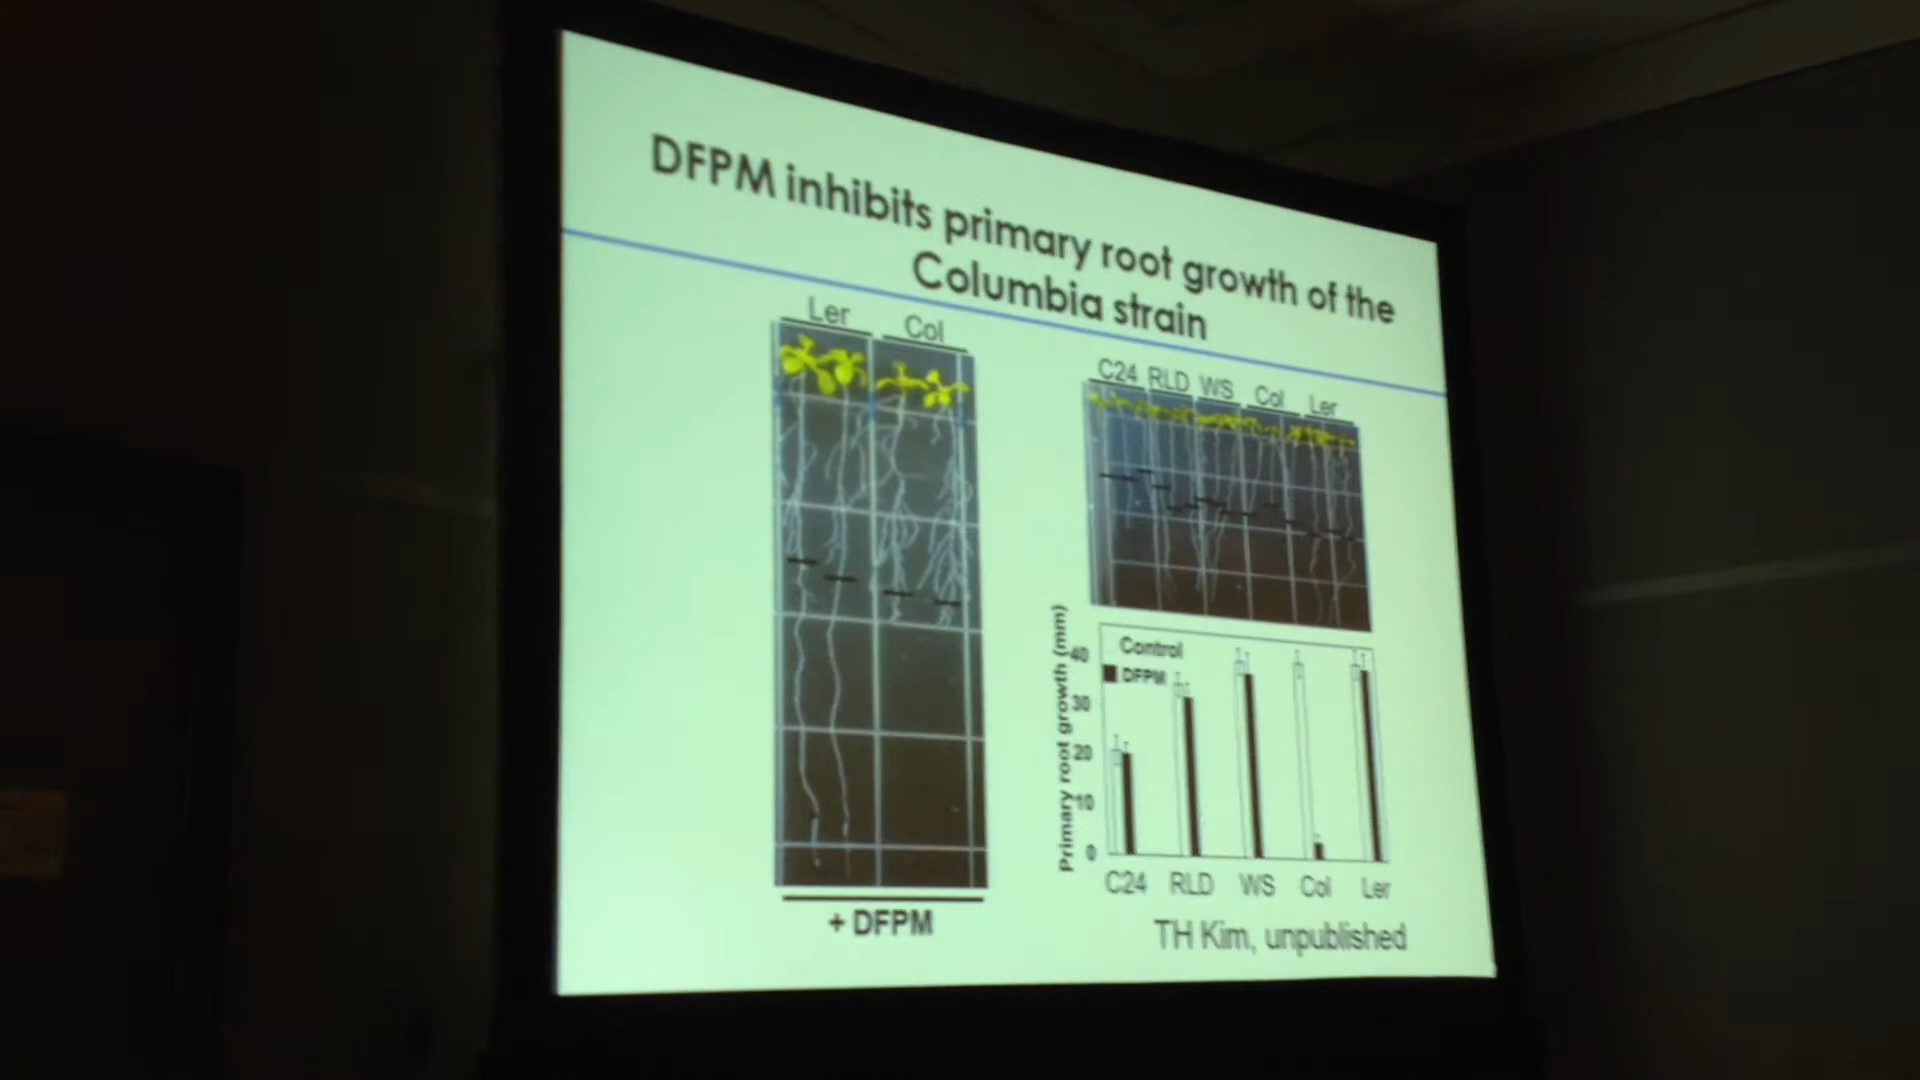 DFPM inhibits primary root growth of the
Columbia strain
Ler Col
C24 RLD WS Col Ler
+ DFPM
Primary root growth (mm)
40
30
20
10
0
Control
DFPM
C24 RLD WS Col Ler
TH Kim, unpublished